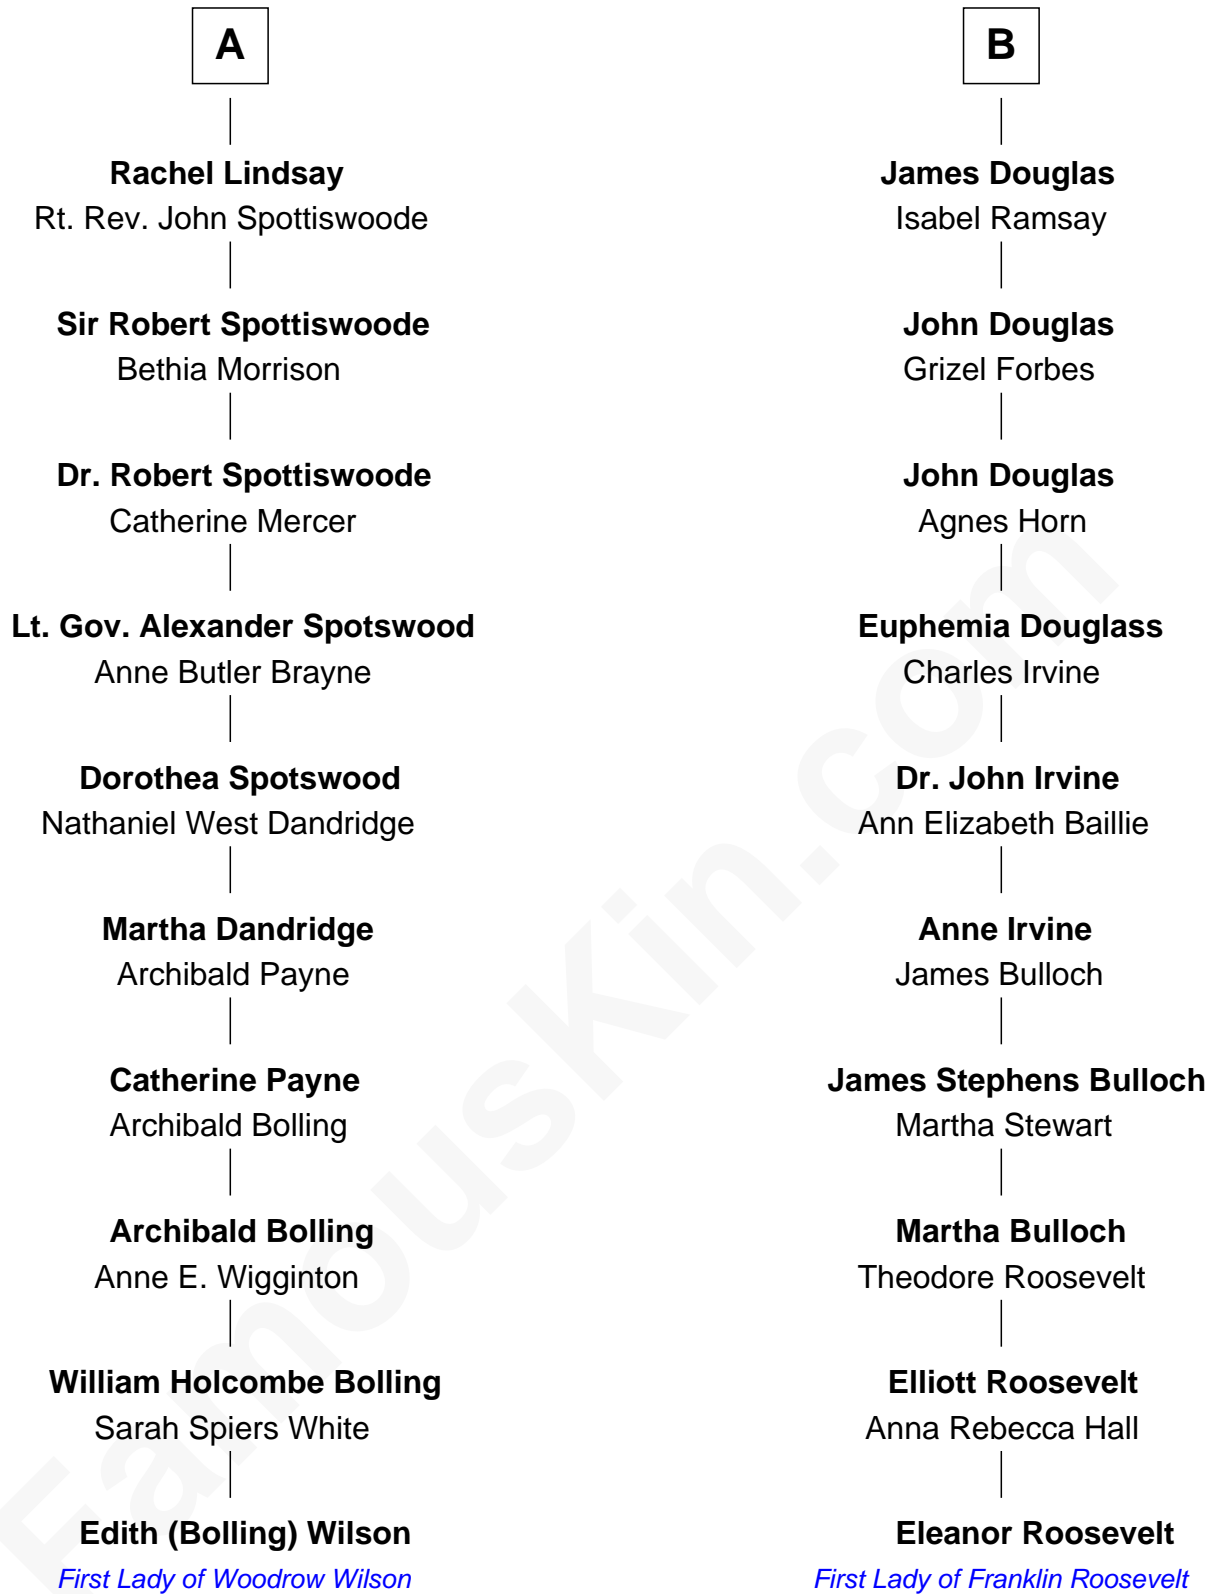 A
Rachel Lindsay
Rt. Rev. John Spottiswoode
Sir Robert Spottiswoode
Bethia Morrison
Dr. Robert Spottiswoode
Catherine Mercer
Lt. Gov. Alexander Spotswood
Anne Butler Brayne
Dorothea Spotswood
Nathaniel West Dandridge
Martha Dandridge
Archibald Payne
Catherine Payne
Archibald Bolling
Archibald Bolling
Anne E. Wigginton
William Holcombe Bolling
Sarah Spiers White
Edith (Bolling) Wilson
First Lady of Woodrow Wilson
B
James Douglas
Isabel Ramsay
John Douglas
Grizel Forbes
John Douglas
Agnes Horn
Euphemia Douglass
Charles Irvine
Dr. John Irvine
Ann Elizabeth Baillie
Anne Irvine
James Bulloch
James Stephens Bulloch
Martha Stewart
Martha Bulloch
Theodore Roosevelt
Elliott Roosevelt
Anna Rebecca Hall
Eleanor Roosevelt
First Lady of Franklin Roosevelt
FamousKin.com